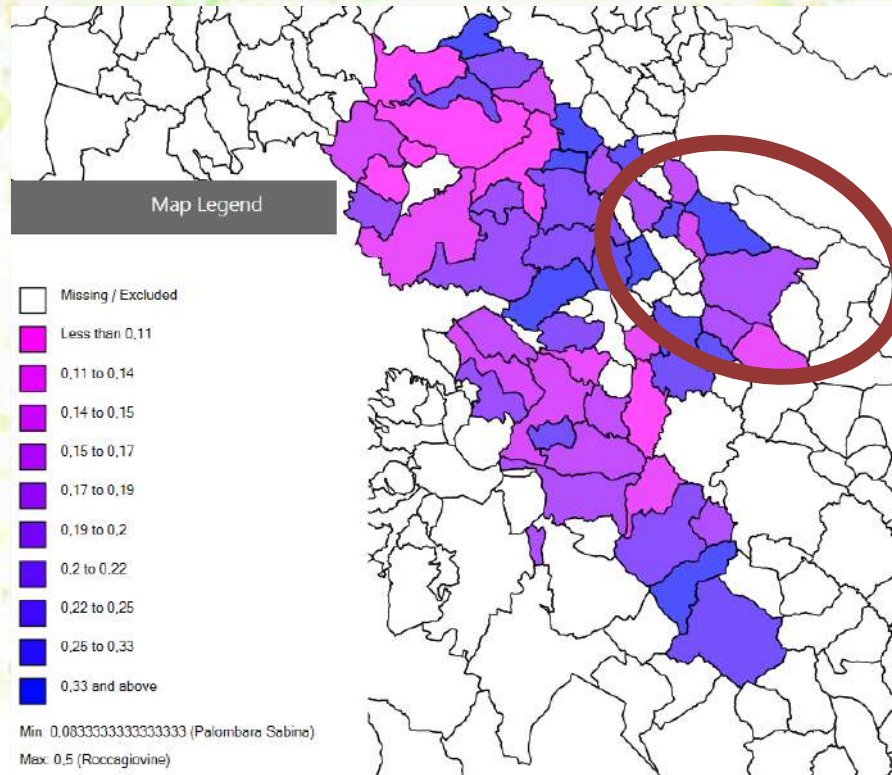 Map Legend
Missing / Excluded
Less than 0,11
0,11 to 0,14
0,14 to 0,15
0,15 to 0,17
0,17 to 0,19
0,19 to 0,2
0,2 to 0,22
0,22 to 0,25
0,25 to 0,33
0,33 and above
Min: 0.0833333333333333 (Palombara Sabina)
Max: 0,5 (Roccagiovine)